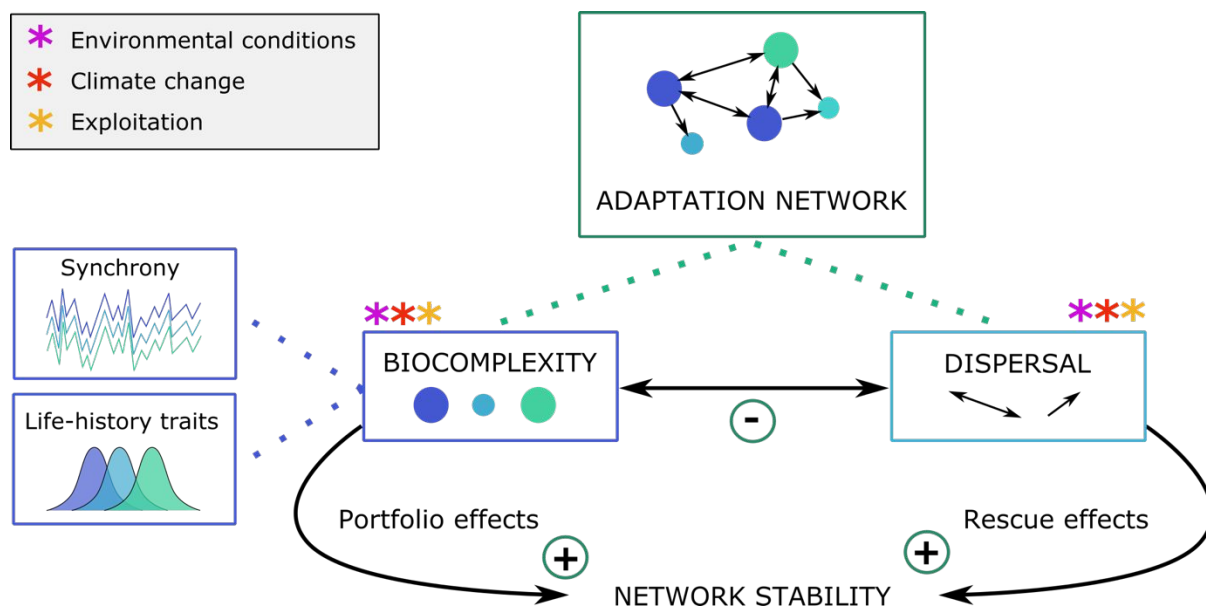 * Environmental conditions
* Climate change
* Exploitation
ADAPTATION NETWORK
Synchrony
Life-history traits
***
BIOCOMPLEXITY
***
DISPERSAL
-
Portfolio effects
+
Rescue effects
+
NETWORK STABILITY